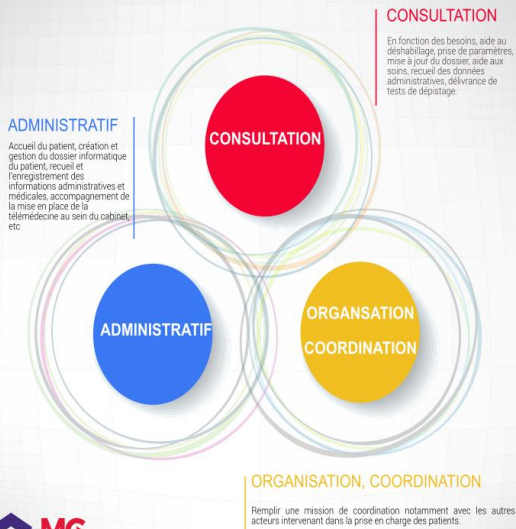 CONSULTATION
En fonction des besoins, aide au
déshabillage, prise de paramètres,
mise à jour du dossier, aide aux
soins, recueil des données
administratives, délivrance de
tests de dépistage.
ADMINISTRATIF
Accueil du patient, création et
gestion du dossier informatique
du patient, recueil et
l'enregistrement des
informations administratives et
médicales, accompagnement de
la mise en place de la
télémédecine au sein du cabinet,
etc
CONSULTATION
ADMINISTRATIF
ORGANSATION
COORDINATION
ORGANISATION, COORDINATION
Remplir une mission de coordination notamment avec les autres
acteurs intervenant dans la prise en charge des patients.